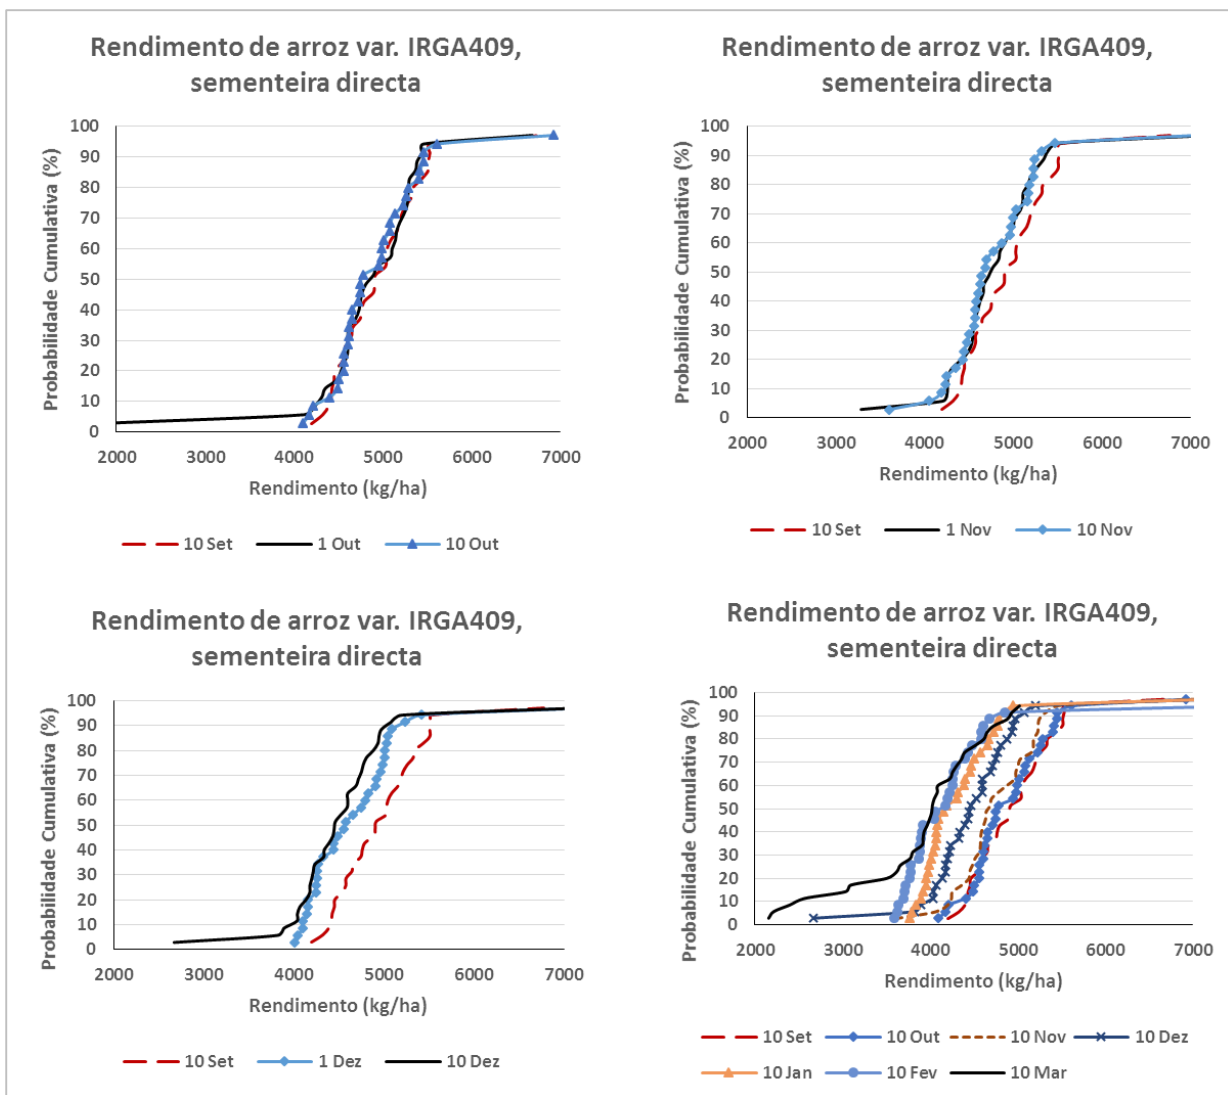 Rendimento de arroz var. IRGA409,
sementeira directa
Probabilidade Cumulativa (%)
100
90
80
70
60
50
40
30
20
10
0
2000 3000 4000 5000 6000 7000
Rendimento (kg/ha)
10 Set 1 Out 10 Out
Rendimento de arroz var. IRGA409,
sementeira directa
Probabilidade Cumulativa (%)
100
90
80
70
60
50
40
30
20
10
0
2000 3000 4000 5000 6000 7000
Rendimento (kg/ha)
10 Set 1 Nov 10 Nov
Rendimento de arroz var. IRGA409,
sementeira directa
Probabilidade Cumulativa (%)
100
90
80
70
60
50
40
30
20
10
0
2000 3000 4000 5000 6000 7000
Rendimento (kg/ha)
10 Set 1 Dez 10 Dez
Rendimento de arroz var. IRGA409,
sementeira directa
Probabilidade Cumulativa (%)
100
90
80
70
60
50
40
30
20
10
0
2000 3000 4000 5000 6000 7000
Rendimento (kg/ha)
10 Set 10 Out 10 Nov 10 Dez
10 Jan 10 Fev 10 Mar